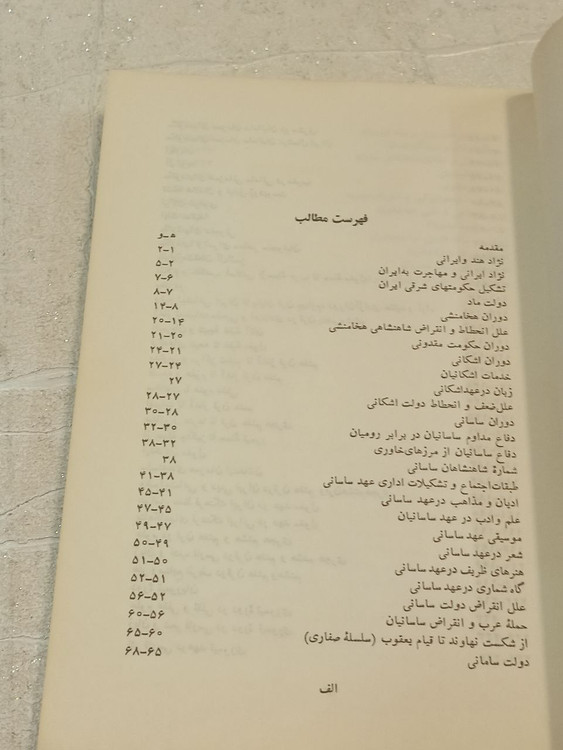 فهرست مطالب
مقدمه ه‍ـ و
نژاد هند وایرانی ۱-۲
نژاد ایرانی و مهاجرت به‌ایران ۲-۵
تشکیل حکومتهای شرقی ایران ۶-۷
دولت ماد ۷-۸
دوران هخامنشی ۸-۱۴
علل انحطاط و انقراض شاهنشاهی هخامنشی ۱۴-۲۰
دوران حکومت مقدونی ۲۰-۲۱
دوران اشکانی ۲۱-۲۴
خدمات اشکانیان ۲۴-۲۷
زبان درعهداشکانی ۲۷
علل‌ضعف و انحطاط دولت اشکانی ۲۷-۲۸
دوران ساسانی ۲۸-۳۰
دفاع مداوم ساسانیان در برابر رومیان ۳۰-۳۲
دفاع ساسانیان از مرزهای‌خاوری ۳۲-۳۸
شمارهٔ شاهنشاهان ساسانی ۳۸
طبقات‌اجتماع و تشکیلات اداری عهد ساسانی ۳۸-۴۱
ادیان و مذاهب درعهد ساسانی ۴۱-۴۵
علم وادب در عهد ساسانیان ۴۵-۴۷
موسیقی عهد ساسانی ۴۷-۴۹
شعر درعهد ساسانی ۴۹-۵۰
هنرهای ظریف درعهد ساسانی ۵۰-۵۱
گاه شماری درعهد ساسانی ۵۱-۵۲
علل انقراض دولت ساسانی ۵۲-۵۶
حملهٔ عرب و انقراض ساسانیان ۵۶-۶۰
از شکست نهاوند تا قیام یعقوب (سلسلهٔ صفاری) ۶۰-۶۵
دولت سامانی ۶۵-۶۸
الف